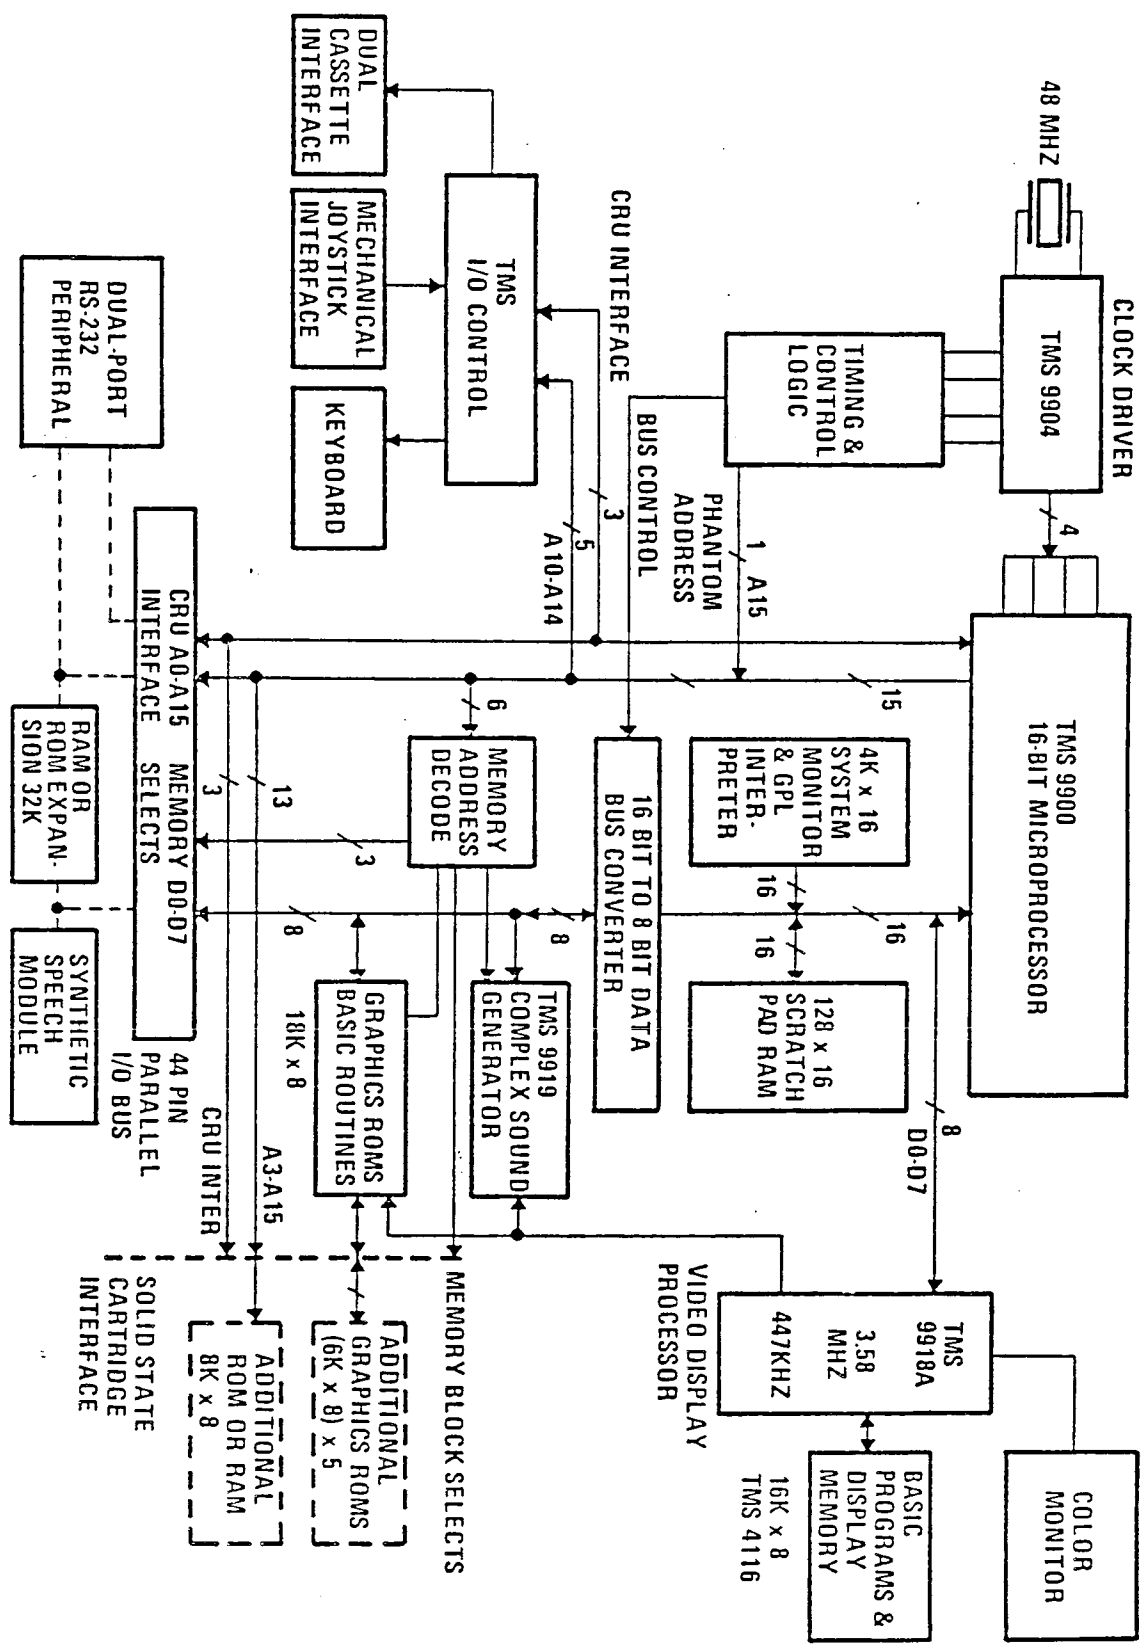 CLOCK DRIVER
48 MHZ
TMS 9904
4
TMS 9900
16-BIT MICROPROCESSOR
TIMING &
CONTROL
LOGIC
PHANTOM
ADDRESS
1
A15
15
BUS CONTROL
CRU INTERFACE
3
5
A10-A14
TMS
I/O CONTROL
DUAL
CASSETTE
INTERFACE
MECHANICAL
JOYSTICK
INTERFACE
KEYBOARD
4K x 16
SYSTEM
MONITOR
& GPL
INTER-
PRETER
16
16
16
128 x 16
SCRATCH
PAD RAM
8
D0-D7
16 BIT TO 8 BIT DATA
BUS CONVERTER
8
6
MEMORY
ADDRESS
DECODE
TMS 9919
COMPLEX SOUND
GENERATOR
GRAPHICS ROMS
BASIC ROUTINES
18K x 8
3
8
13
3
COLOR
MONITOR
TMS
9918A
3.58
MHZ
447KHZ
VIDEO DISPLAY
PROCESSOR
BASIC
PROGRAMS &
DISPLAY
MEMORY
16K x 8
TMS 4116
MEMORY BLOCK SELECTS
ADDITIONAL
GRAPHICS ROMS
(6K x 8) x 5
ADDITIONAL
ROM OR RAM
8K x 8
A3-A15
CRU INTER
SOLID STATE
CARTRIDGE
INTERFACE
CRU A0-A15 MEMORY D0-D7
INTERFACE SELECTS
44 PIN
PARALLEL
I/O BUS
DUAL-PORT
RS-232
PERIPHERAL
RAM OR
ROM EXPAN-
SION 32K
SYNTHETIC
SPEECH
MODULE